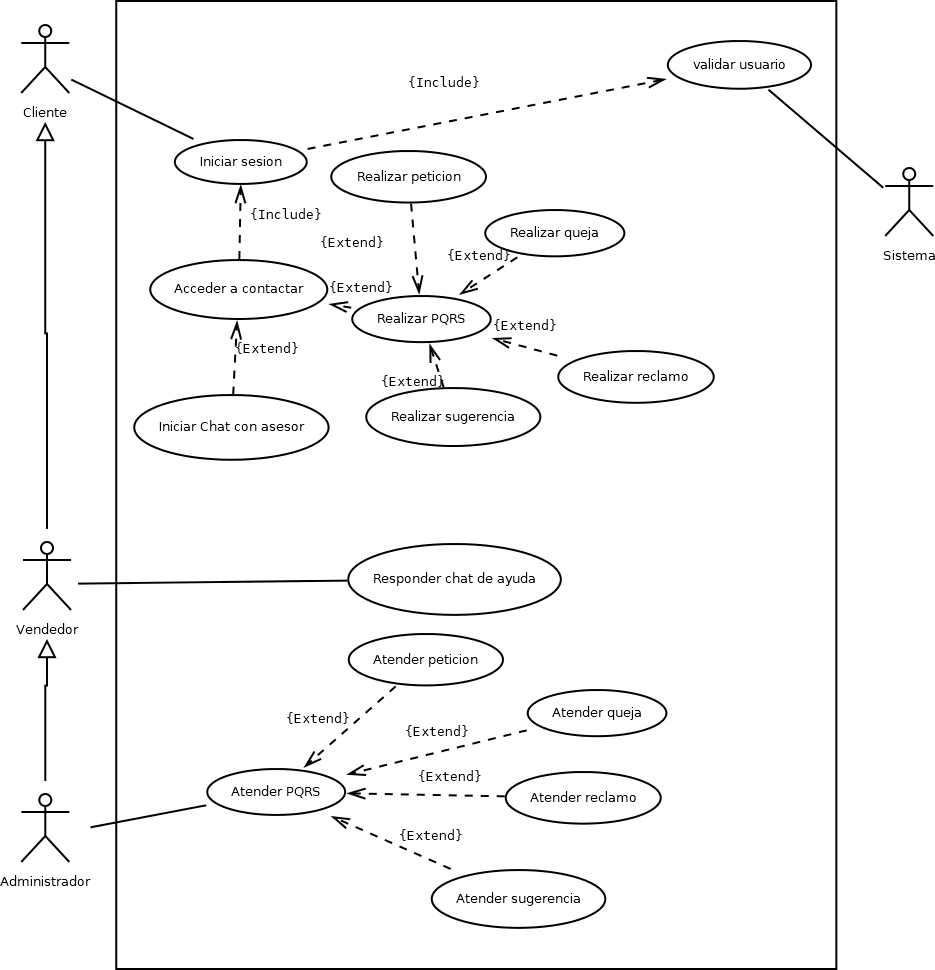 Cliente
{Include}
validar usuario
Iniciar sesion
Realizar peticion
{Include}
{Extend}
Realizar queja
{Extend}
Sistema
Acceder a contactar
{Extend}
Realizar PQRS
{Extend}
{Extend}
Realizar reclamo
{Extend}
Realizar sugerencia
Iniciar Chat con asesor
Responder chat de ayuda
Vendedor
Atender peticion
{Extend}
Atender queja
{Extend}
{Extend}
Atender PQRS
Atender reclamo
{Extend}
Administrador
Atender sugerencia